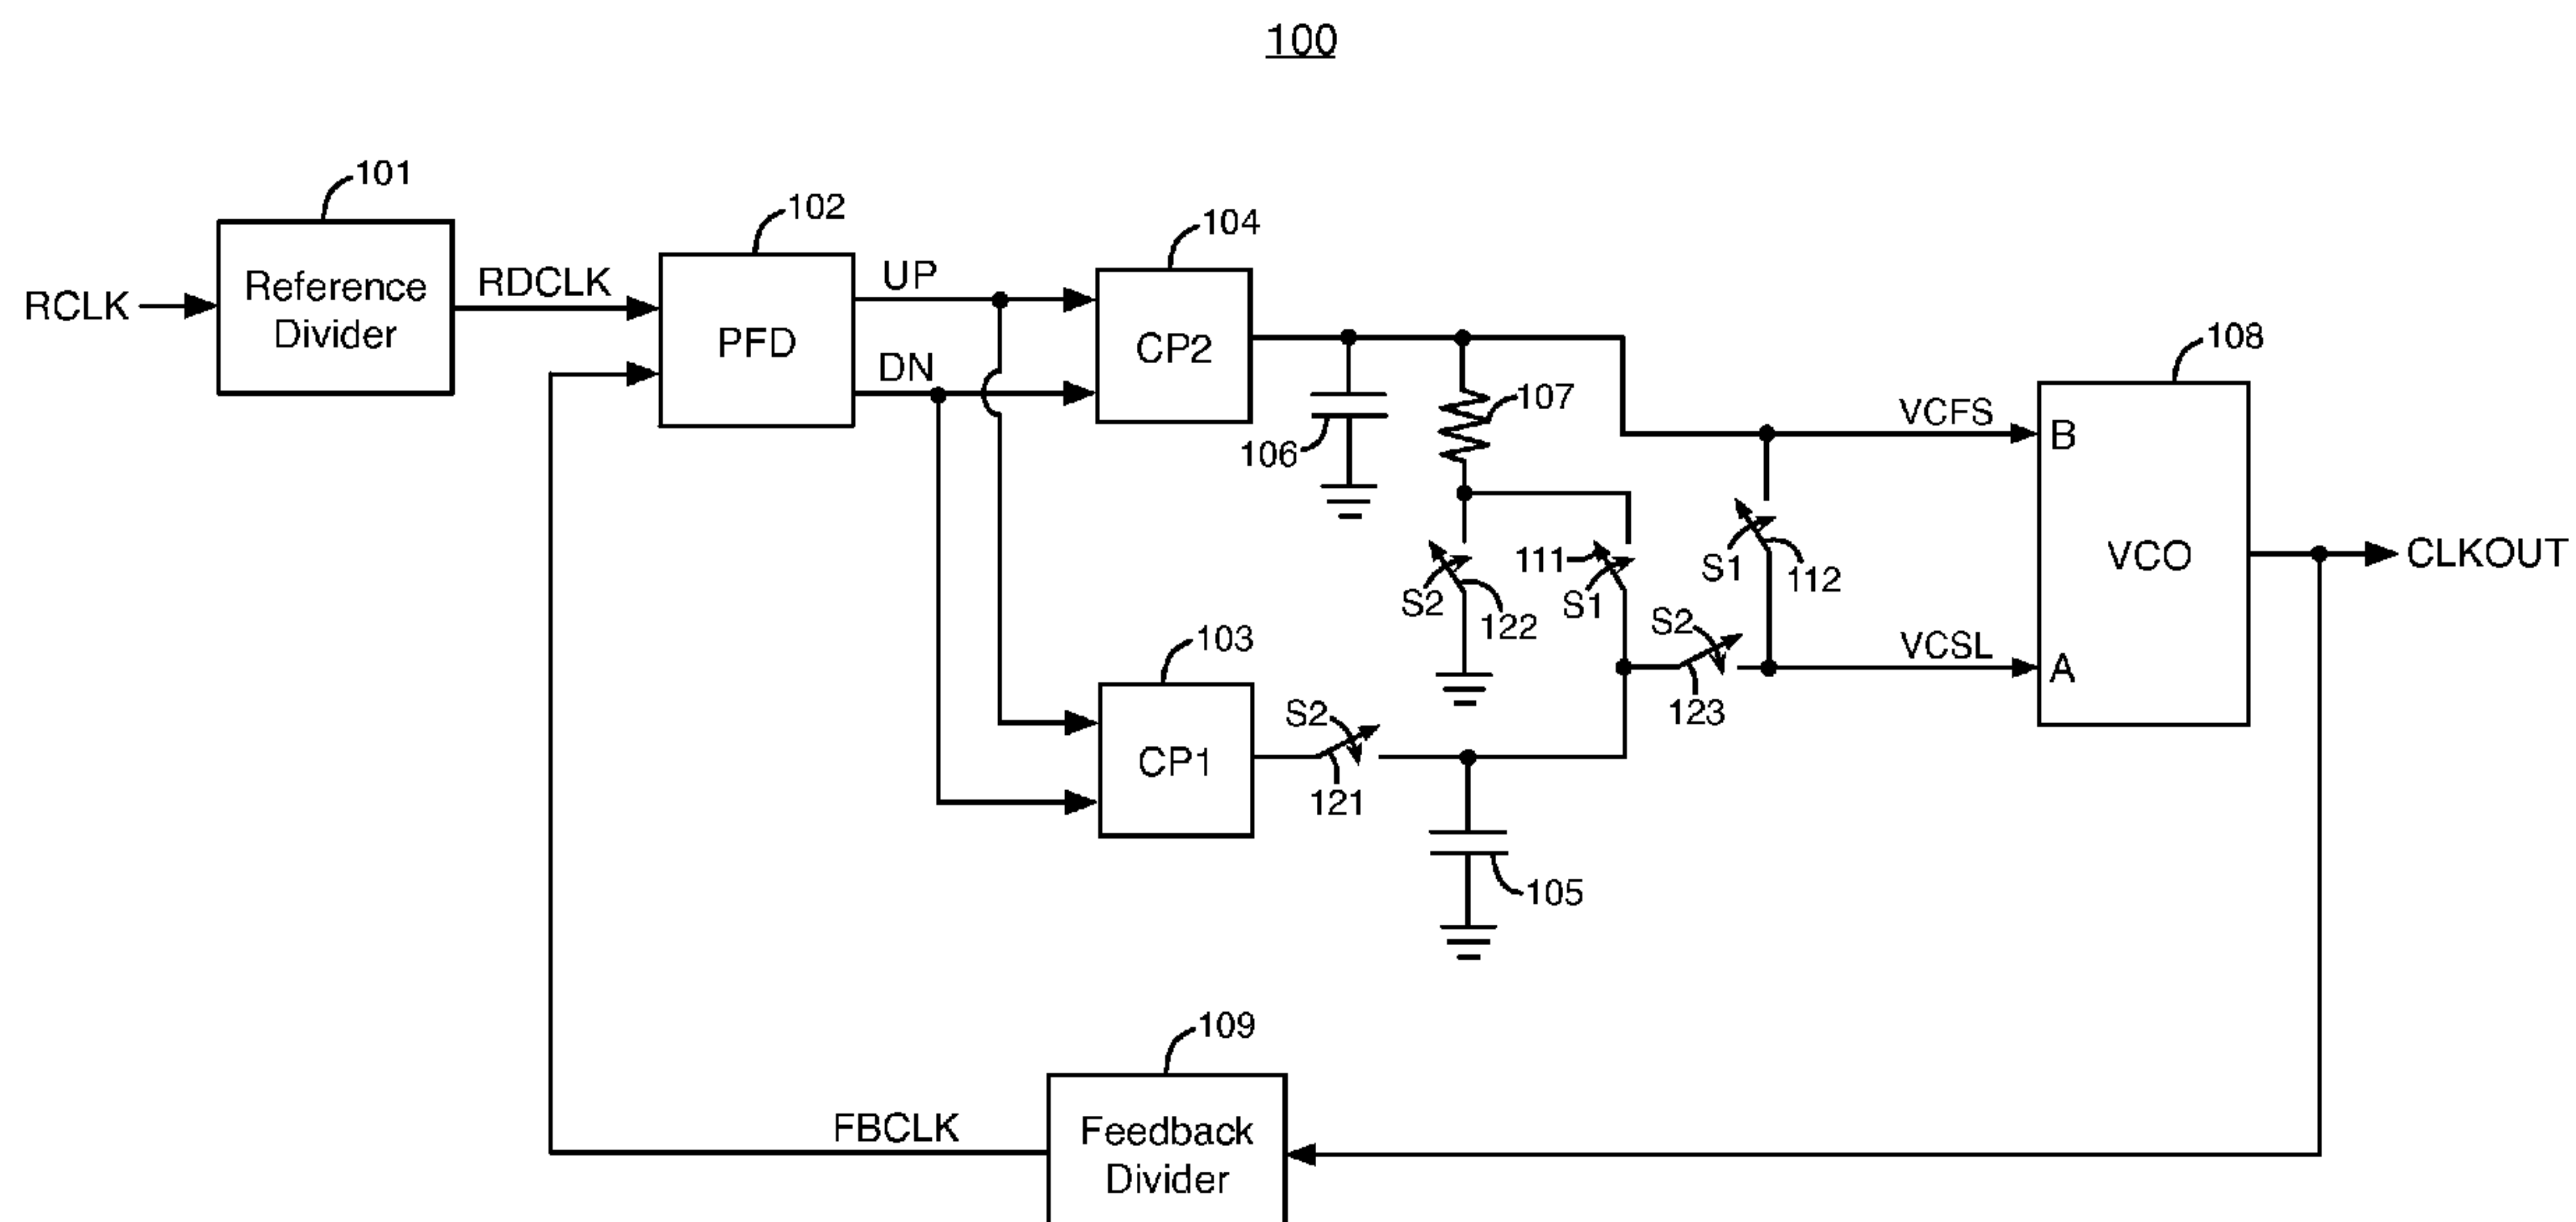 100
101
102
104
RCLK
Reference
Divider
RDCLK
PFD
UP
DN
CP2
106
107
108
VCFS
B
VCO
CLKOUT
111
S1
S2
122
S1
112
S2
123
VCSL
A
103
CP1
S2
121
105
109
FBCLK
Feedback
Divider